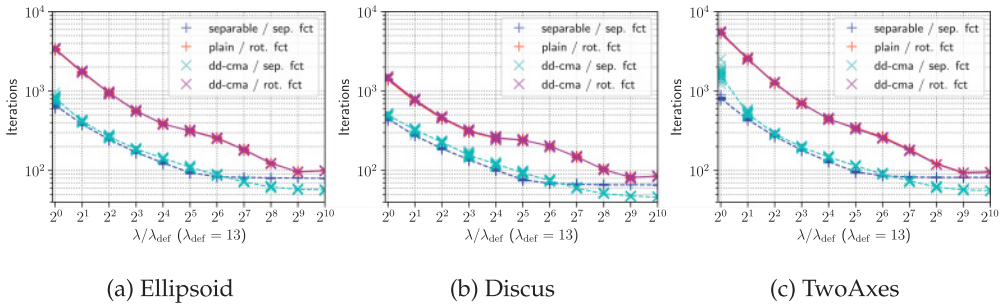 10^4
10^3
10^2
Iterations
separable / sep. fct
plain / rot. fct
dd-cma / sep. fct
dd-cma / rot. fct
2^0 2^1 2^2 2^3 2^4 2^5 2^6 2^7 2^8 2^9 2^10
λ/λ_def (λ_def = 13)
(a) Ellipsoid
10^4
10^3
10^2
Iterations
separable / sep. fct
plain / rot. fct
dd-cma / sep. fct
dd-cma / rot. fct
2^0 2^1 2^2 2^3 2^4 2^5 2^6 2^7 2^8 2^9 2^10
λ/λ_def (λ_def = 13)
(b) Discus
10^4
10^3
10^2
Iterations
separable / sep. fct
plain / rot. fct
dd-cma / sep. fct
dd-cma / rot. fct
2^0 2^1 2^2 2^3 2^4 2^5 2^6 2^7 2^8 2^9 2^10
λ/λ_def (λ_def = 13)
(c) TwoAxes